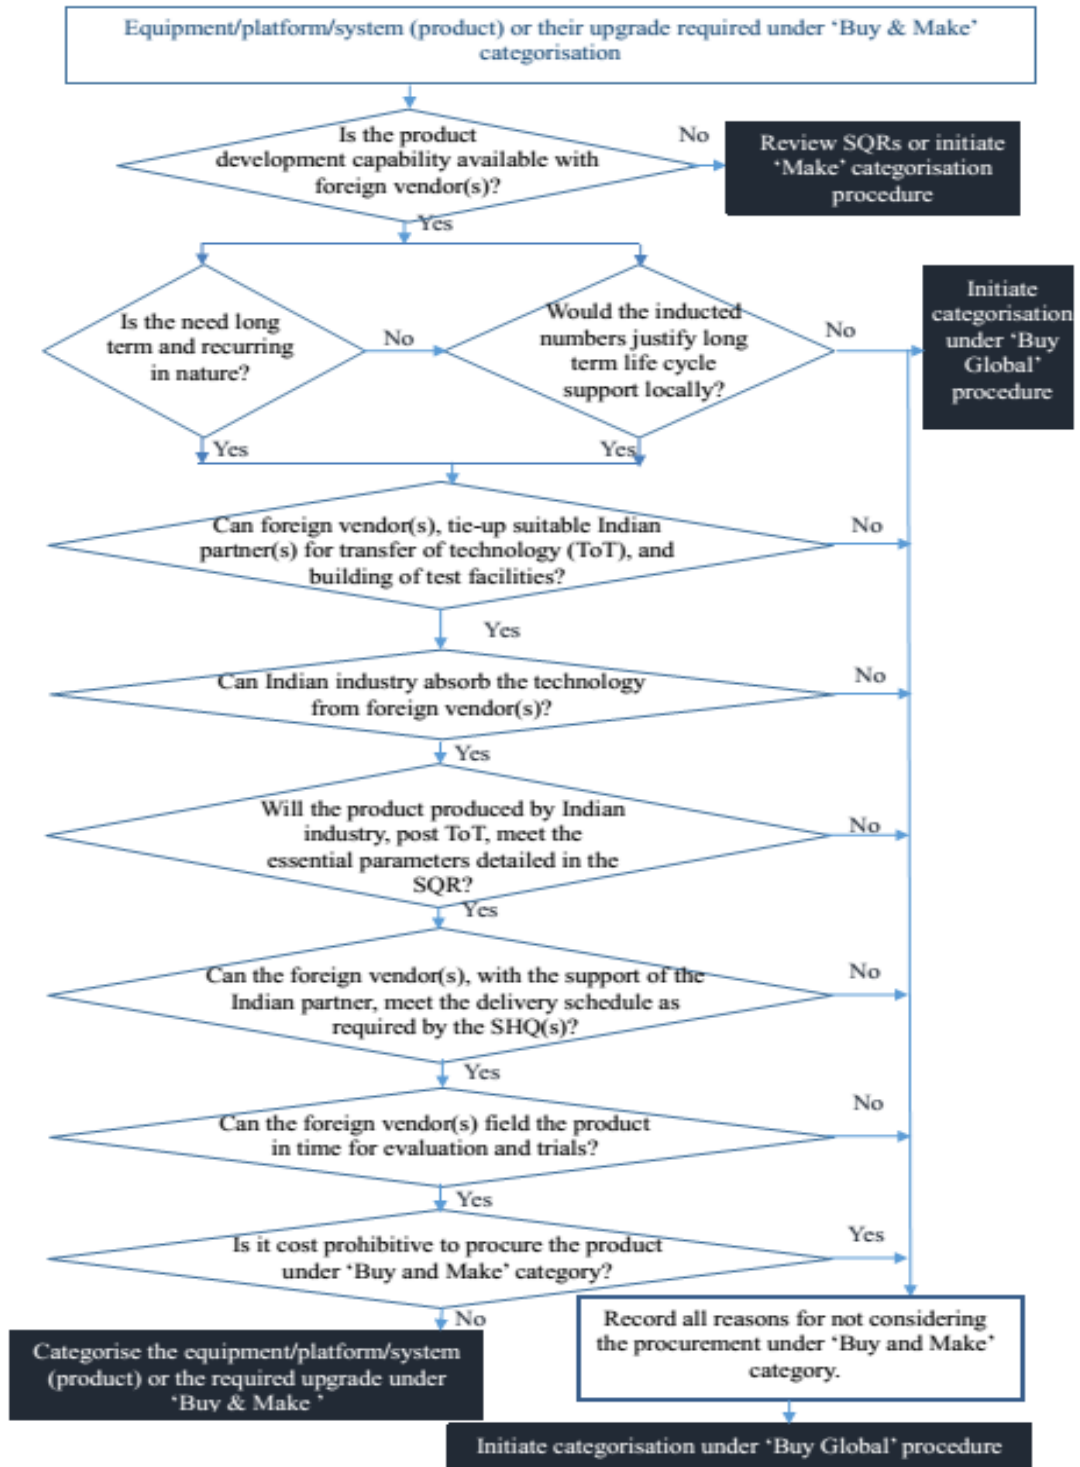 Equipment/platform/system (product) or their upgrade required under ‘Buy & Make’
categorisation
Is the product
development capability available with
foreign vendor(s)?
No
Review SQRs or initiate
‘Make’ categorisation
procedure
Yes
Is the need long
term and recurring
in nature?
No
Would the inducted
numbers justify long
term life cycle
support locally?
No
Initiate
categorisation
under ‘Buy
Global’
procedure
Yes
Yes
Can foreign vendor(s), tie-up suitable Indian
partner(s) for transfer of technology (ToT), and
building of test facilities?
No
Yes
Can Indian industry absorb the technology
from foreign vendor(s)?
No
Yes
Will the product produced by Indian
industry, post ToT, meet the
essential parameters detailed in the
SQR?
No
Yes
Can the foreign vendor(s), with the support of the
Indian partner, meet the delivery schedule as
required by the SHQ(s)?
No
Yes
Can the foreign vendor(s) field the product
in time for evaluation and trials?
No
Yes
Is it cost prohibitive to procure the product
under ‘Buy and Make’ category?
Yes
No
Categorise the equipment/platform/system
(product) or the required upgrade under
‘Buy & Make ’
Record all reasons for not considering
the procurement under ‘Buy and Make’
category.
Initiate categorisation under ‘Buy Global’ procedure